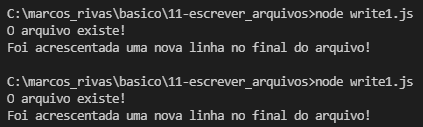 C:\marcos_rivas\basico\11-escrever_arquivos>node write1.js
O arquivo existe!
Foi acrescentada uma nova linha no final do arquivo!
C:\marcos_rivas\basico\11-escrever_arquivos>node write1.js
O arquivo existe!
Foi acrescentada uma nova linha no final do arquivo!